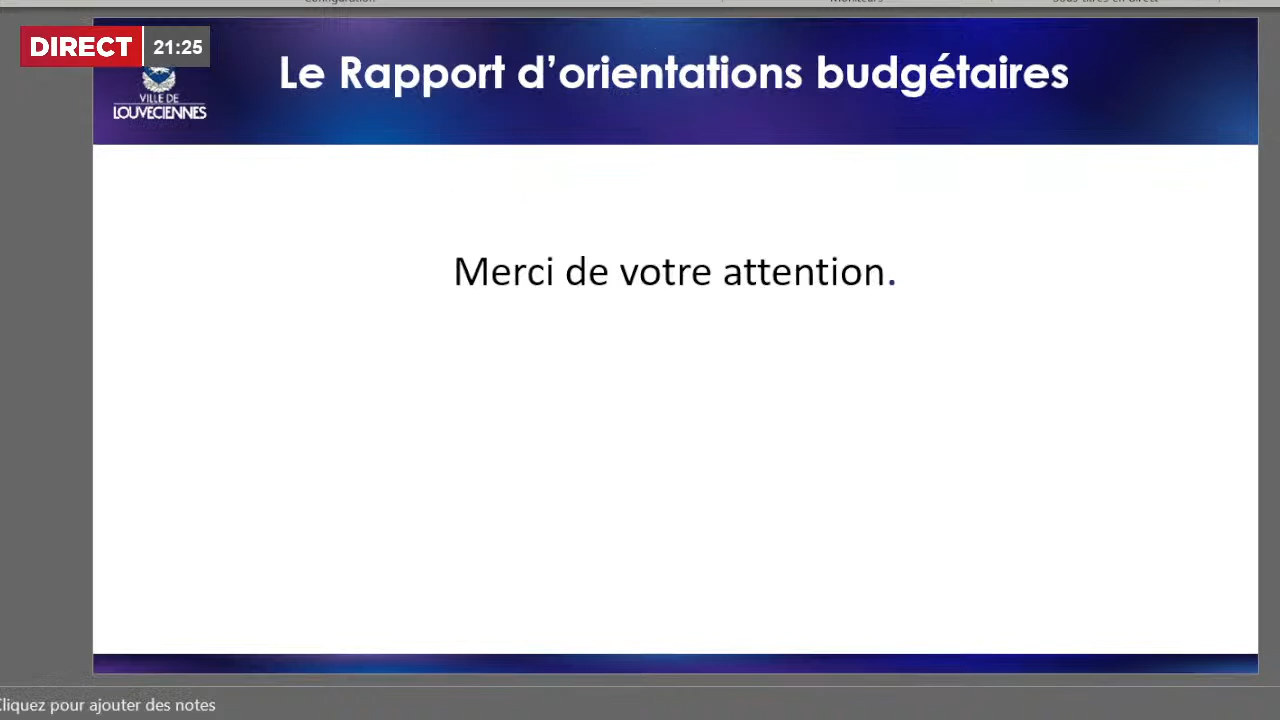 DIRECT 21:25
Le Rapport d’orientations budgétaires
VILLE DE
LOUVECIENNES
Merci de votre attention.
Cliquez pour ajouter des notes